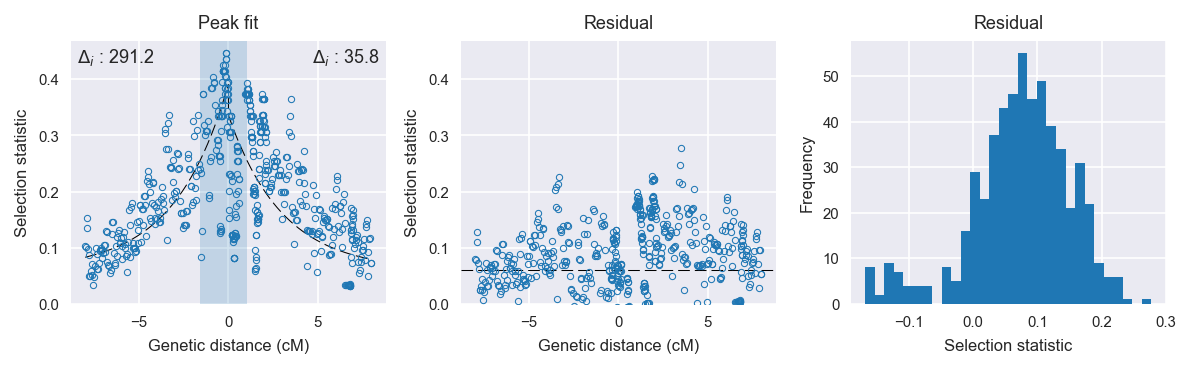 Peak fit
Δi : 291.2
Δi : 35.8
0.4
0.3
0.2
0.1
0.0
−5
0
5
Selection statistic
Genetic distance (cM)
Residual
0.4
0.3
0.2
0.1
0.0
−5
0
5
Selection statistic
Genetic distance (cM)
Residual
50
40
30
20
10
0
−0.1
0.0
0.1
0.2
0.3
Frequency
Selection statistic